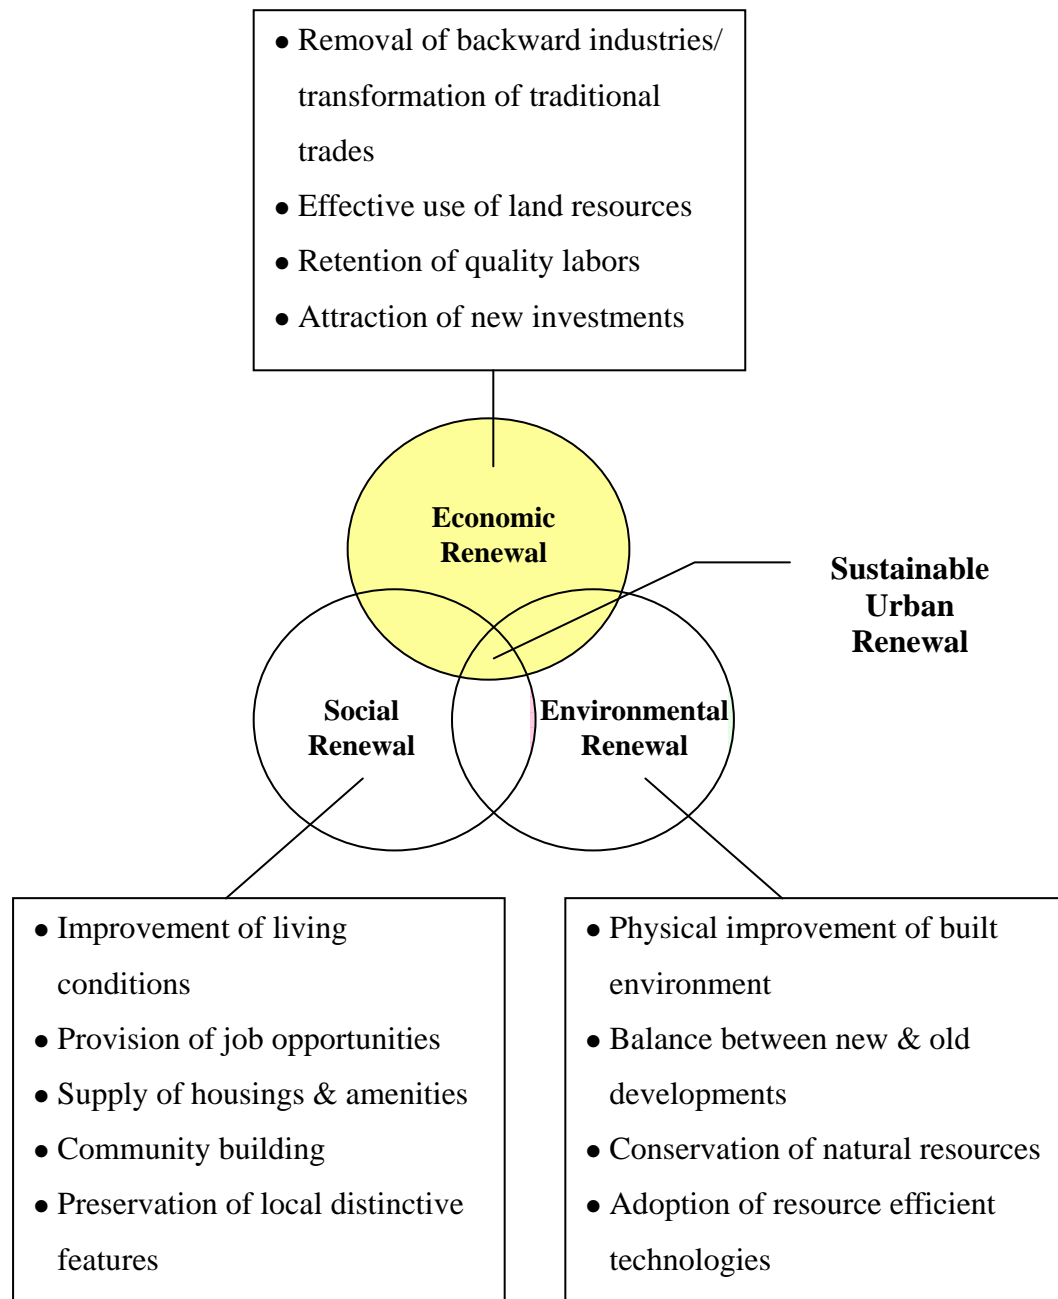 ● Removal of backward industries/
transformation of traditional
trades
● Effective use of land resources
● Retention of quality labors
● Attraction of new investments
Economic
Renewal
Sustainable
Urban
Renewal
Social
Renewal
Environmental
Renewal
● Improvement of living
conditions
● Provision of job opportunities
● Supply of housings & amenities
● Community building
● Preservation of local distinctive
features
● Physical improvement of built
environment
● Balance between new & old
developments
● Conservation of natural resources
● Adoption of resource efficient
technologies